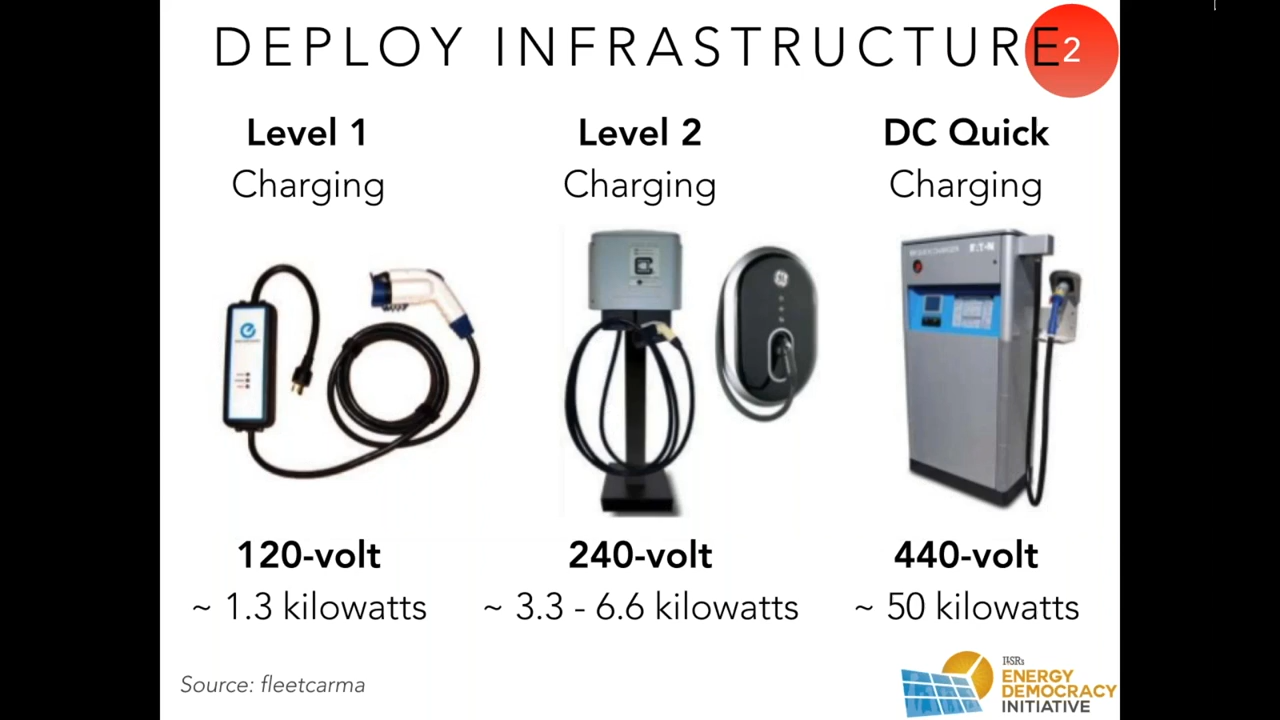 DEPLOY INFRASTRUCTURE
2
Level 1
Charging
Level 2
Charging
DC Quick
Charging
E·T·N
120-volt
~ 1.3 kilowatts
240-volt
~ 3.3 - 6.6 kilowatts
440-volt
~ 50 kilowatts
Source: fleetcarma
ILSR's
ENERGY
DEMOCRACY
INITIATIVE